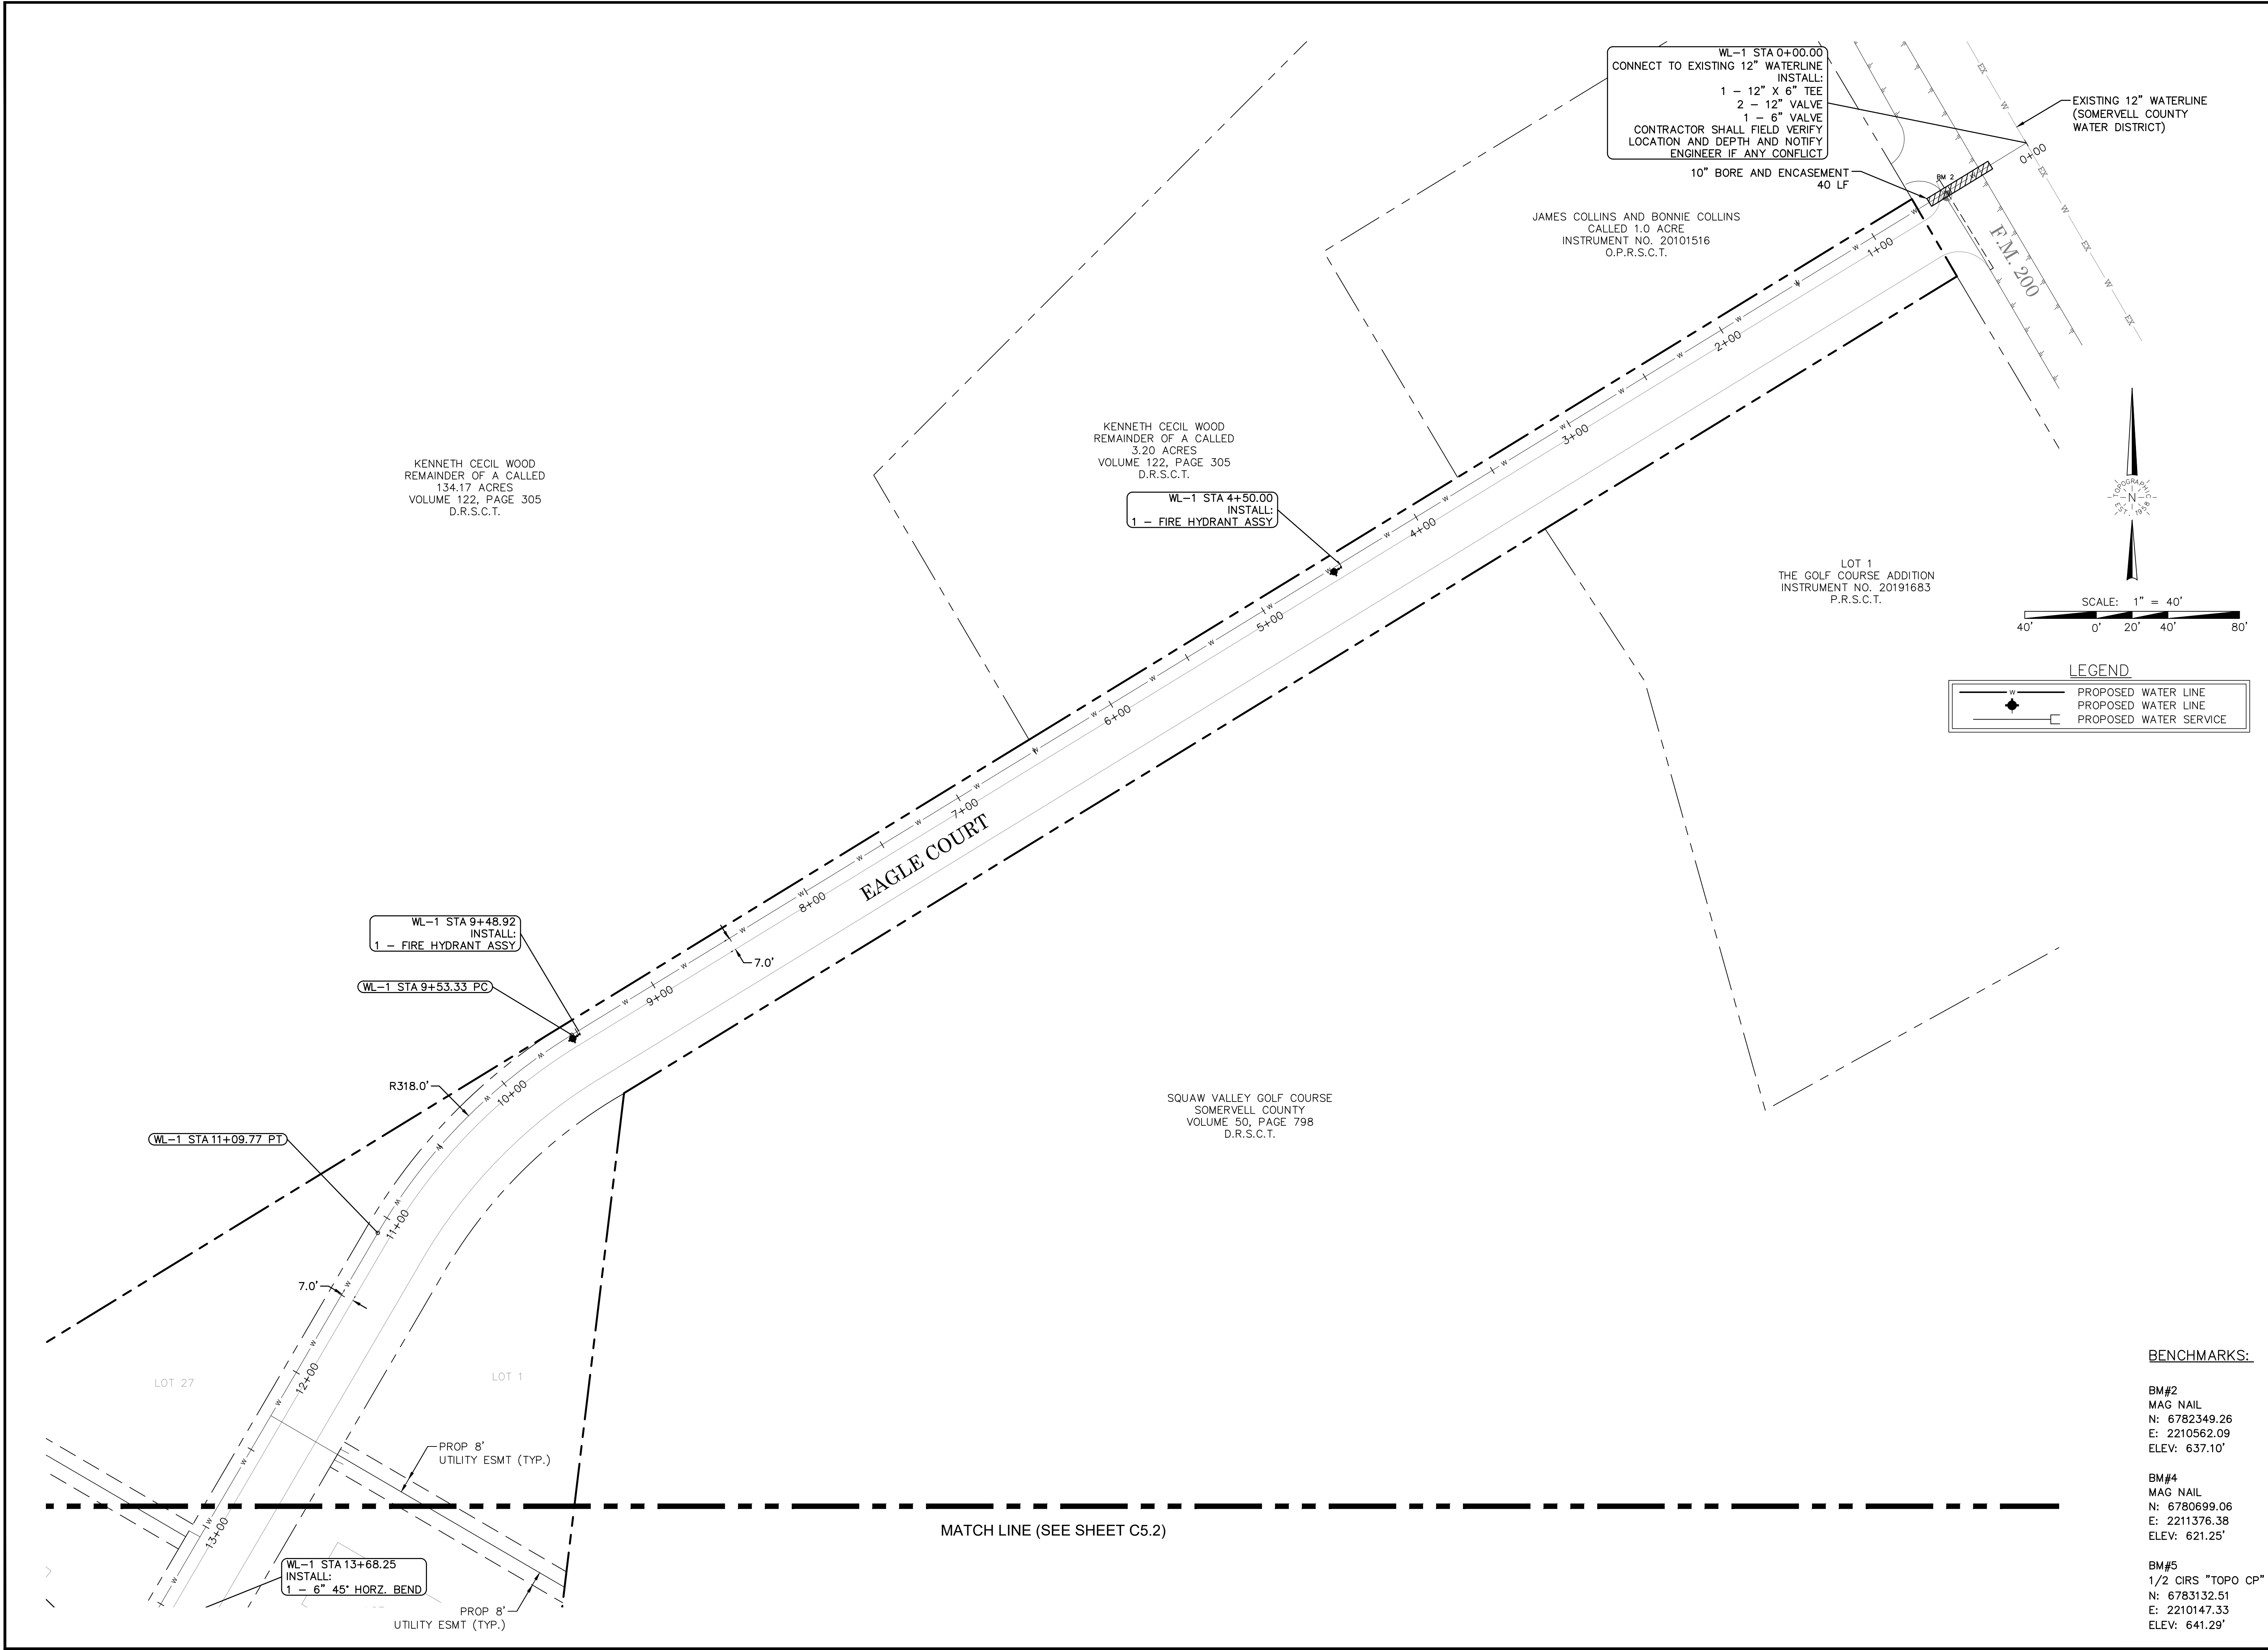 WL-1 STA 0+00.00
CONNECT TO EXISTING 12" WATERLINE
INSTALL:
1 - 12" X 6" TEE
2 - 12" VALVE
1 - 6" VALVE
CONTRACTOR SHALL FIELD VERIFY
LOCATION AND DEPTH AND NOTIFY
ENGINEER IF ANY CONFLICT
EXISTING 12" WATERLINE
(SOMERVELL COUNTY
WATER DISTRICT)
10" BORE AND ENCASEMENT
40 LF
BM 2
0+00
F.M. 200
JAMES COLLINS AND BONNIE COLLINS
CALLED 1.0 ACRE
INSTRUMENT NO. 20101516
O.P.R.S.C.T.
1+00
2+00
3+00
4+00
5+00
6+00
7+00
8+00
9+00
10+00
11+00
12+00
13+00
KENNETH CECIL WOOD
REMAINDER OF A CALLED
3.20 ACRES
VOLUME 122, PAGE 305
D.R.S.C.T.
KENNETH CECIL WOOD
REMAINDER OF A CALLED
134.17 ACRES
VOLUME 122, PAGE 305
D.R.S.C.T.
WL-1 STA 4+50.00
INSTALL:
1 - FIRE HYDRANT ASSY
LOT 1
THE GOLF COURSE ADDITION
INSTRUMENT NO. 20191683
P.R.S.C.T.
TOPOGRAPHIC
N
EST. 1958
SCALE: 1" = 40'
40' 0' 20' 40' 80'
LEGEND
W PROPOSED WATER LINE
PROPOSED WATER LINE
PROPOSED WATER SERVICE
EAGLE COURT
WL-1 STA 9+48.92
INSTALL:
1 - FIRE HYDRANT ASSY
7.0'
WL-1 STA 9+53.33 PC
R318.0'
SQUAW VALLEY GOLF COURSE
SOMERVELL COUNTY
VOLUME 50, PAGE 798
D.R.S.C.T.
WL-1 STA 11+09.77 PT
7.0'
LOT 27
LOT 1
PROP 8'
UTILITY ESMT (TYP.)
MATCH LINE (SEE SHEET C5.2)
WL-1 STA 13+68.25
INSTALL:
1 - 6" 45° HORZ. BEND
PROP 8'
UTILITY ESMT (TYP.)
BENCHMARKS:
BM#2
MAG NAIL
N: 6782349.26
E: 2210562.09
ELEV: 637.10'
BM#4
MAG NAIL
N: 6780699.06
E: 2211376.38
ELEV: 621.25'
BM#5
1/2 CIRS "TOPO CP"
N: 6783132.51
E: 2210147.33
ELEV: 641.29'